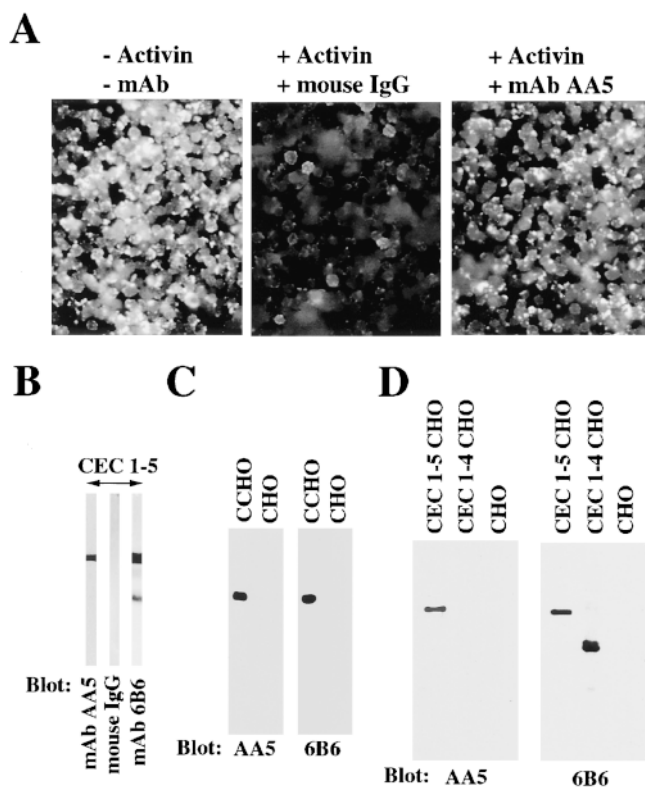 A
- Activin
- mAb
+ Activin
+ mouse IgG
+ Activin
+ mAb AA5
B
CEC 1-5
Blot:
mAb AA5
mouse IgG
mAb 6B6
C
CCHO
CHO
CCHO
CHO
Blot: AA5 6B6
D
CEC 1-5 CHO
CEC 1-4 CHO
CHO
CEC 1-5 CHO
CEC 1-4 CHO
CHO
Blot: AA5 6B6